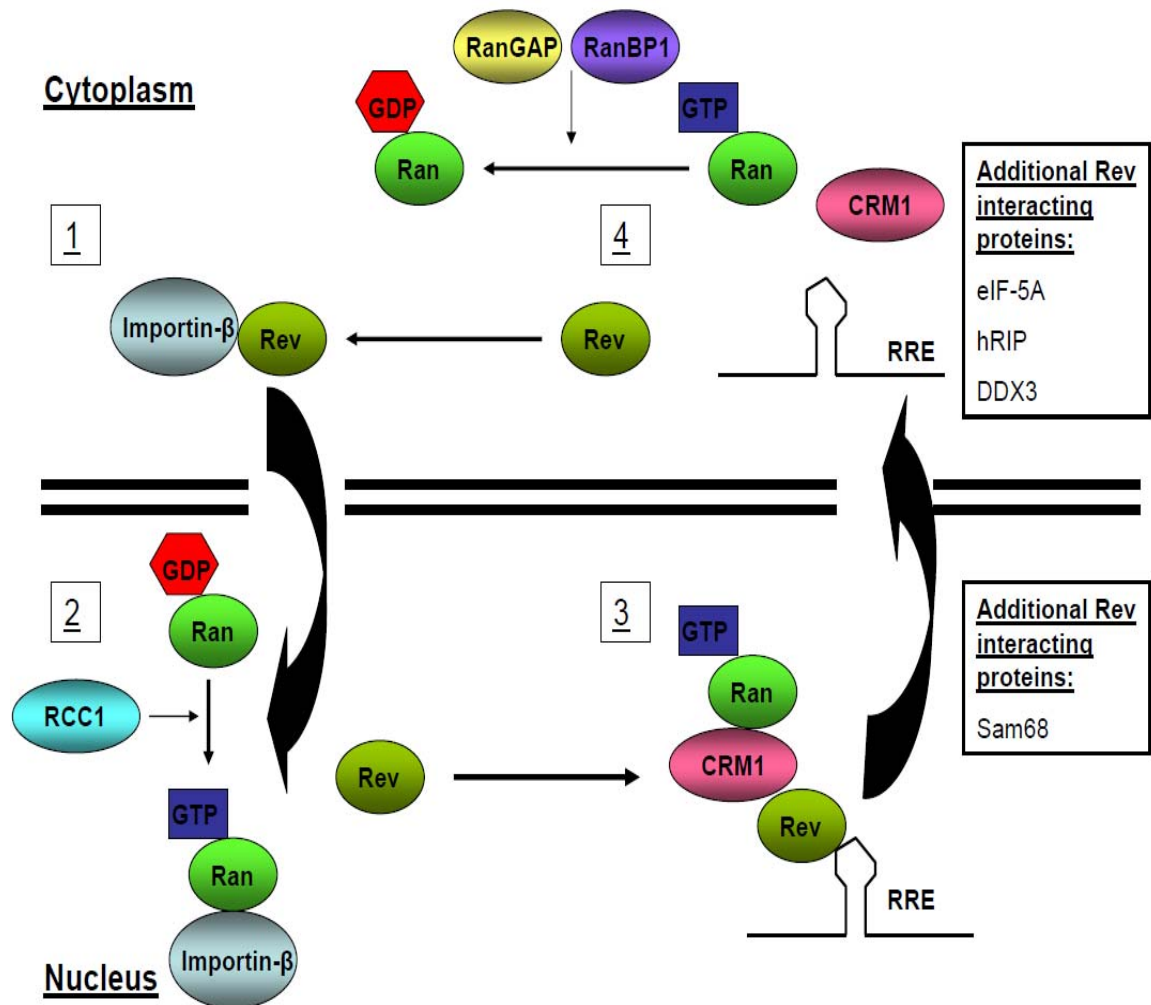 RanGAP RanBP1
Cytoplasm
GDP
GTP
Ran
Ran
CRM1
Additional Rev
interacting
proteins:
eIF-5A
hRIP
DDX3
1
4
Importin-β
Rev
Rev
RRE
GDP
Ran
2
RCC1
GTP
Ran
Importin-β
Nucleus
Rev
3
GTP
Ran
CRM1
Rev
RRE
Additional Rev
interacting
proteins:
Sam68